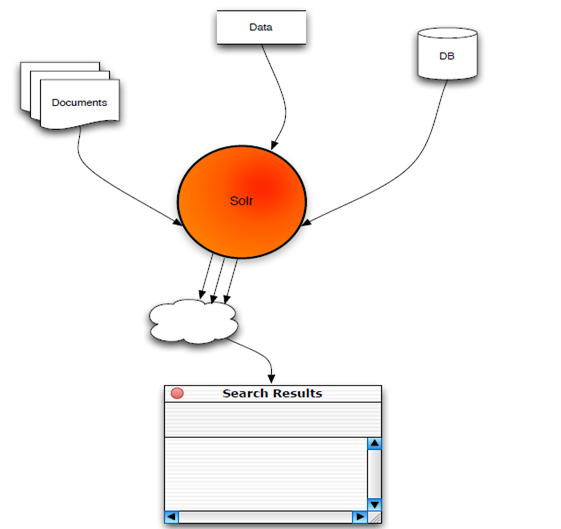 Data
DB
Documents
Solr
Search Results